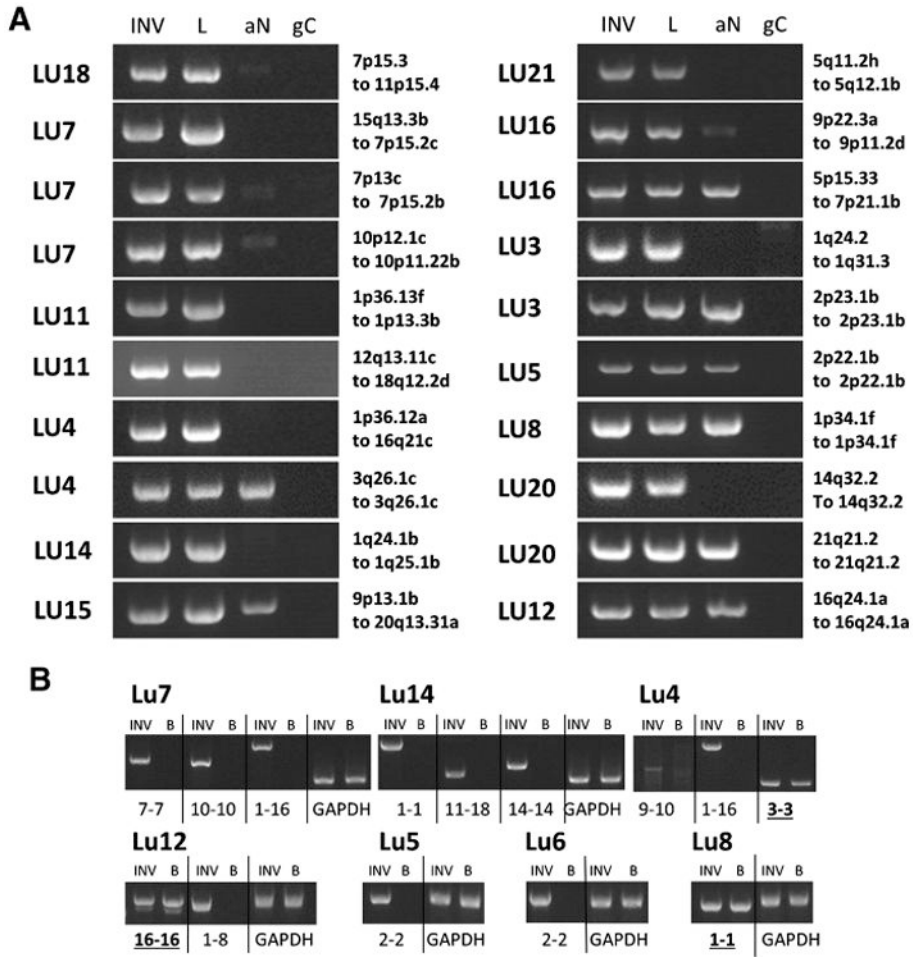 A
INV L aN gC
LU18 7p15.3
to 11p15.4
LU7 15q13.3b
to 7p15.2c
LU7 7p13c
to 7p15.2b
LU7 10p12.1c
to 10p11.22b
LU11 1p36.13f
to 1p13.3b
LU11 12q13.11c
to 18q12.2d
LU4 1p36.12a
to 16q21c
LU4 3q26.1c
to 3q26.1c
LU14 1q24.1b
to 1q25.1b
LU15 9p13.1b
to 20q13.31a
INV L aN gC
LU21 5q11.2h
to 5q12.1b
LU16 9p22.3a
to 9p11.2d
LU16 5p15.33
to 7p21.1b
LU3 1q24.2
to 1q31.3
LU3 2p23.1b
to 2p23.1b
LU5 2p22.1b
to 2p22.1b
LU8 1p34.1f
to 1p34.1f
LU20 14q32.2
To 14q32.2
LU20 21q21.2
to 21q21.2
LU12 16q24.1a
to 16q24.1a
B
Lu7 Lu14 Lu4
INV B INV B INV B INV B INV B INV B INV B INV B INV B INV B INV B
7-7 10-10 1-16 GAPDH 1-1 11-18 14-14 GAPDH 9-10 1-16 3-3
Lu12 Lu5 Lu6 Lu8
INV B INV B INV B INV B INV B INV B INV B INV B INV B
16-16 1-8 GAPDH 2-2 GAPDH 2-2 GAPDH 1-1 GAPDH